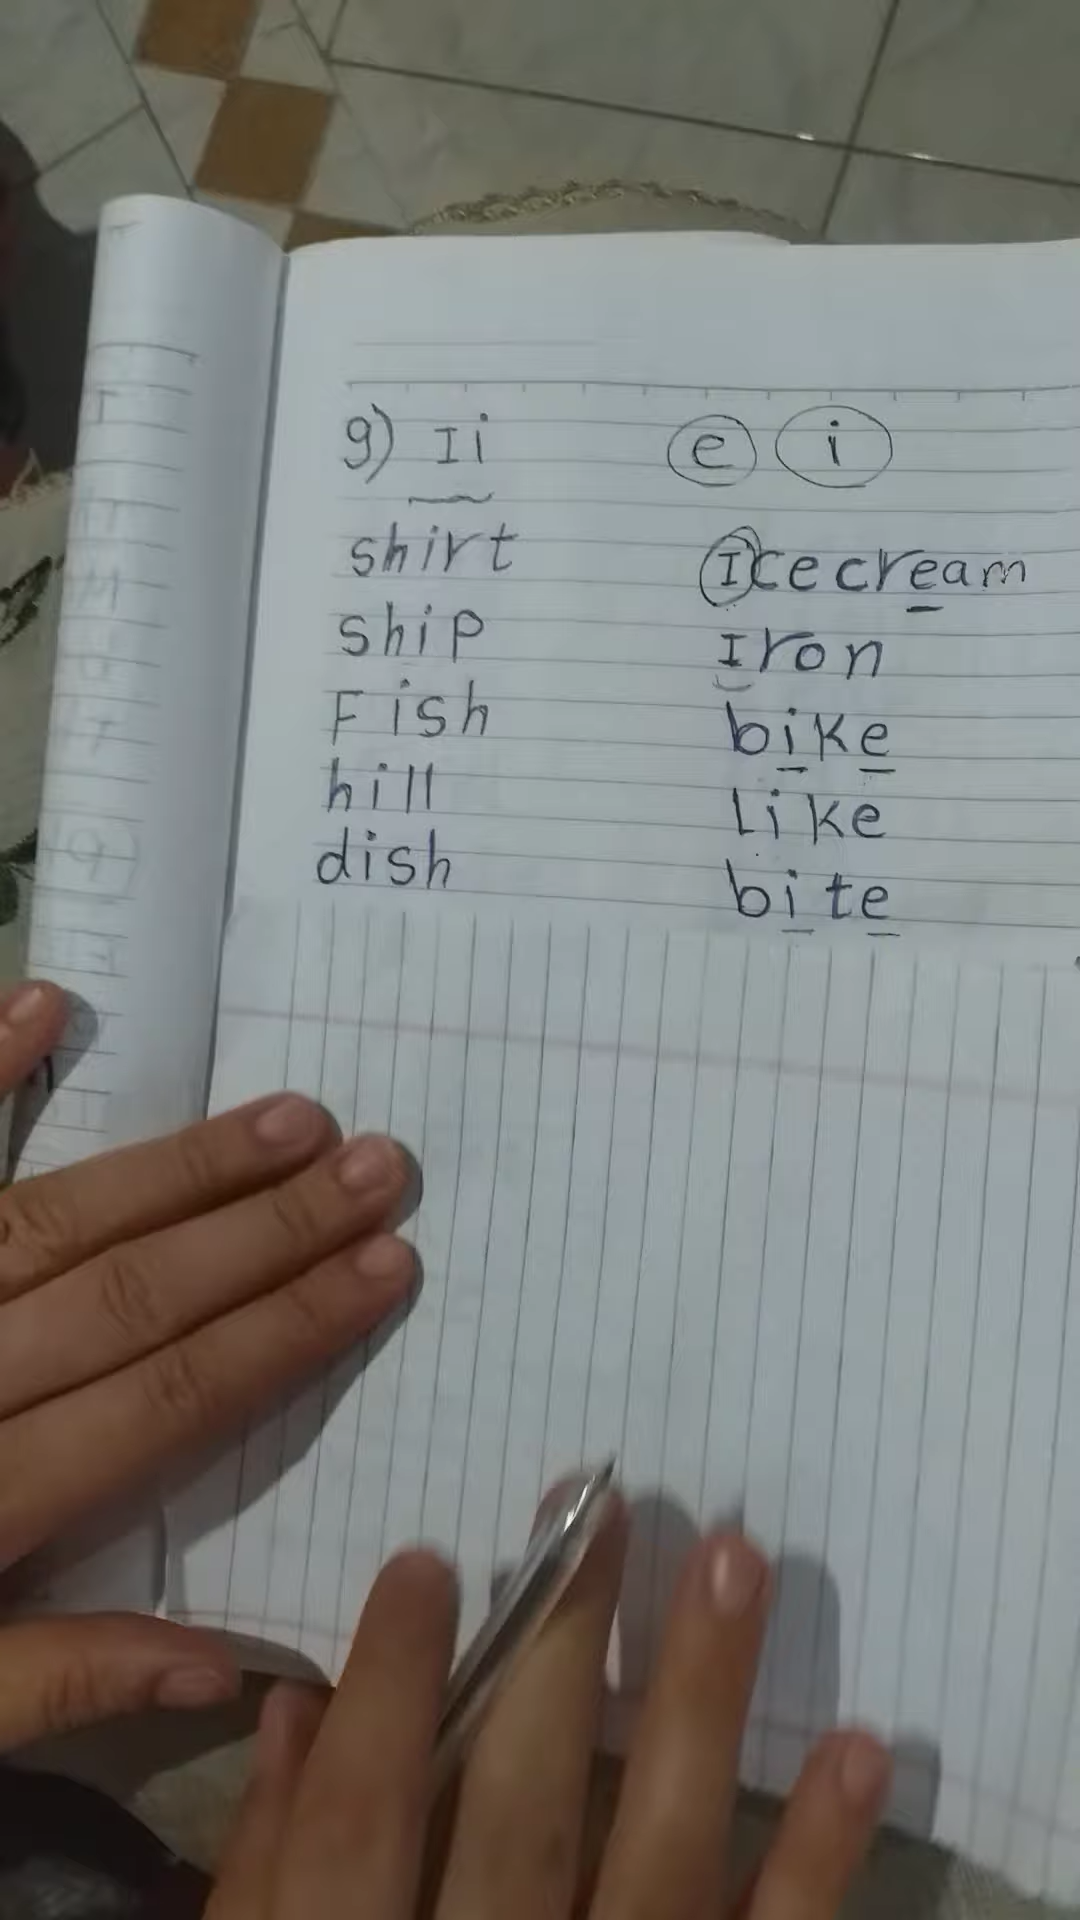 9) Ii e i
shirt Icecream
ship Iron
Fish bike
hill Like
dish bite